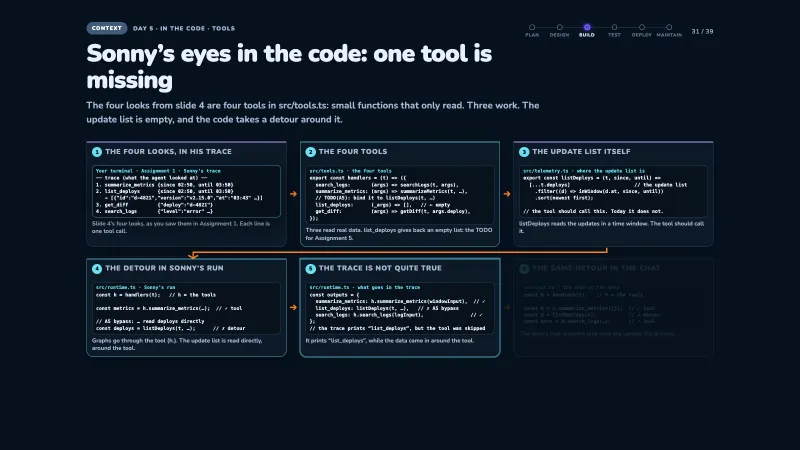 CONTEXT
DAY 5 · IN THE CODE · TOOLS
PLAN DESIGN BUILD TEST DEPLOY MAINTAIN
31 / 39
Sonny's eyes in the code: one tool is
missing
The four looks from slide 4 are four tools in src/tools.ts: small functions that only read. Three work. The
update list is empty, and the code takes a detour around it.
1 THE FOUR LOOKS, IN HIS TRACE
Your terminal · Assignment 1 · Sonny's trace
── trace (what the agent looked at) ──
1. summarize_metrics {since 02:50, until 03:50}
2. list_deploys {since 02:50, until 03:50}
→ [{"id":"d-4821","version":"v2.15.0","at":"03:43" …}]
3. get_diff {"deploy":"d-4821"}
4. search_logs {"level":"error" …}
Slide 4's four looks, as you saw them in Assignment 1. Each line is
one tool call.
2 THE FOUR TOOLS
src/tools.ts · the four tools
export const handlers = (t) => ({
search_logs: (args) => searchLogs(t, args),
summarize_metrics: (args) => summarizeMetrics(t, …),
// TODO(A5): bind it to listDeploys(t, …)
list_deploys: (_args) => [], // ← empty
get_diff: (args) => getDiff(t, args.deploy),
});
Three read real data. list_deploys gives back an empty list: the TODO
for Assignment 5.
3 THE UPDATE LIST ITSELF
src/telemetry.ts · where the update list is
export const listDeploys = (t, since, until) =>
[...t.deploys] // the update list
.filter((d) => inWindow(d.at, since, until))
.sort(newest first);
// the tool should call this. Today it does not.
listDeploys reads the updates in a time window. The tool should call
it.
4 THE DETOUR IN SONNY'S RUN
src/runtime.ts · Sonny's run
const h = handlers(t); // h = the tools
const metrics = h.summarize_metrics(…); // ✓ tool
// A5 bypass: … read deploys directly
const deploys = listDeploys(t, …); // ✗ detour
Graphs go through the tool (h.). The update list is read directly,
around the tool.
5 THE TRACE IS NOT QUITE TRUE
src/runtime.ts · what goes in the trace
const outputs = {
summarize_metrics: h.summarize_metrics(windowInput), // ✓
list_deploys: listDeploys(t, …), // ✗ A5 bypass
search_logs: h.search_logs(logInput), // ✓
};
// the trace prints "list_deploys", but the tool was skipped
It prints "list_deploys", while the data came in around the tool.
THE SAME DETOUR IN THE CHAT